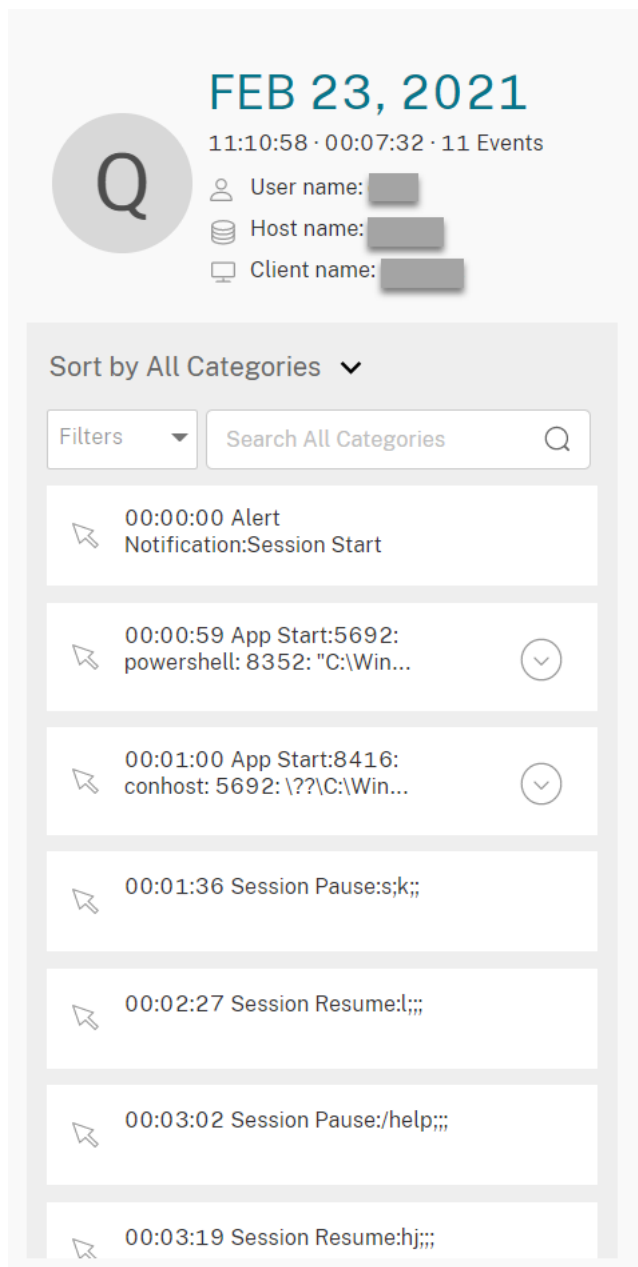 FEB 23, 2021
11:10:58 · 00:07:32 · 11 Events
Q
User name:
Host name:
Client name:
Sort by All Categories
Filters
Search All Categories
00:00:00 Alert
Notification:Session Start
00:00:59 App Start:5692:
powershell: 8352: "C:\Win...
00:01:00 App Start:8416:
conhost: 5692: \??\C:\Win...
00:01:36 Session Pause:s;k;;
00:02:27 Session Resume:l;;;
00:03:02 Session Pause:/help;;;
00:03:19 Session Resume:hj;;;